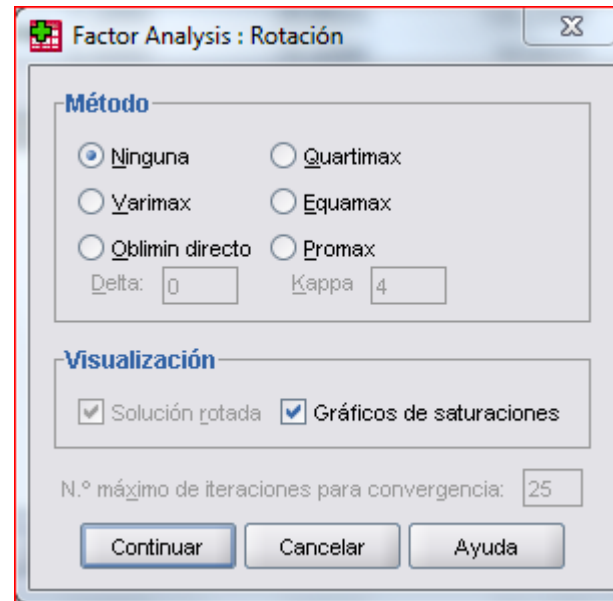 Factor Analysis : Rotación
Método
Ninguna Quartimax
Varimax Equamax
Oblimin directo Promax
Delta: 0 Kappa 4
Visualización
Solución rotada Gráficos de saturaciones
N.º máximo de iteraciones para convergencia: 25
Continuar Cancelar Ayuda